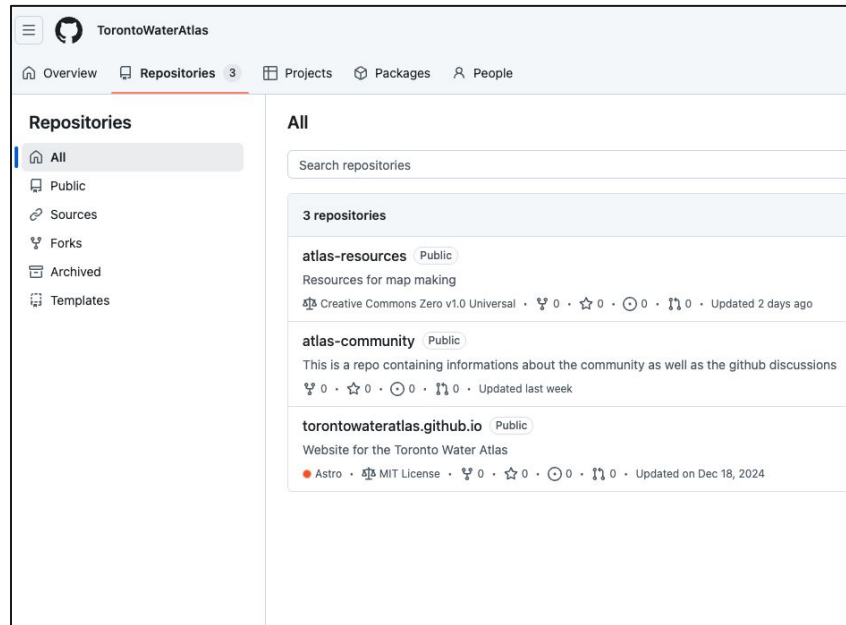 TorontoWaterAtlas
Overview Repositories 3 Projects Packages People
Repositories
All
Public
Sources
Forks
Archived
Templates
All
Search repositories
3 repositories
atlas-resources Public
Resources for map making
Creative Commons Zero v1.0 Universal · 0 · 0 · 0 · 0 · Updated 2 days ago
atlas-community Public
This is a repo containing informations about the community as well as the github discussions
0 · 0 · 0 · 0 · Updated last week
torontowateratlas.github.io Public
Website for the Toronto Water Atlas
Astro · MIT License · 0 · 0 · 0 · 0 · Updated on Dec 18, 2024